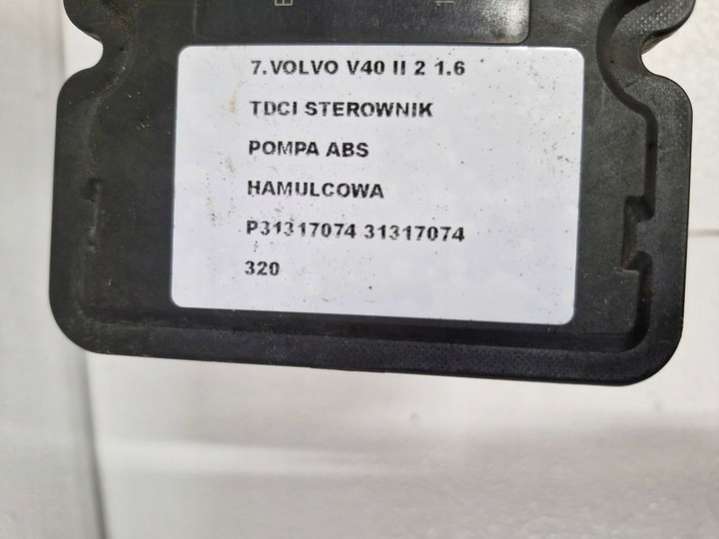 7.VOLVO V40 II 2 1.6
TDCI STEROWNIK
POMPA ABS
HAMULCOWA
P31317074 31317074
320